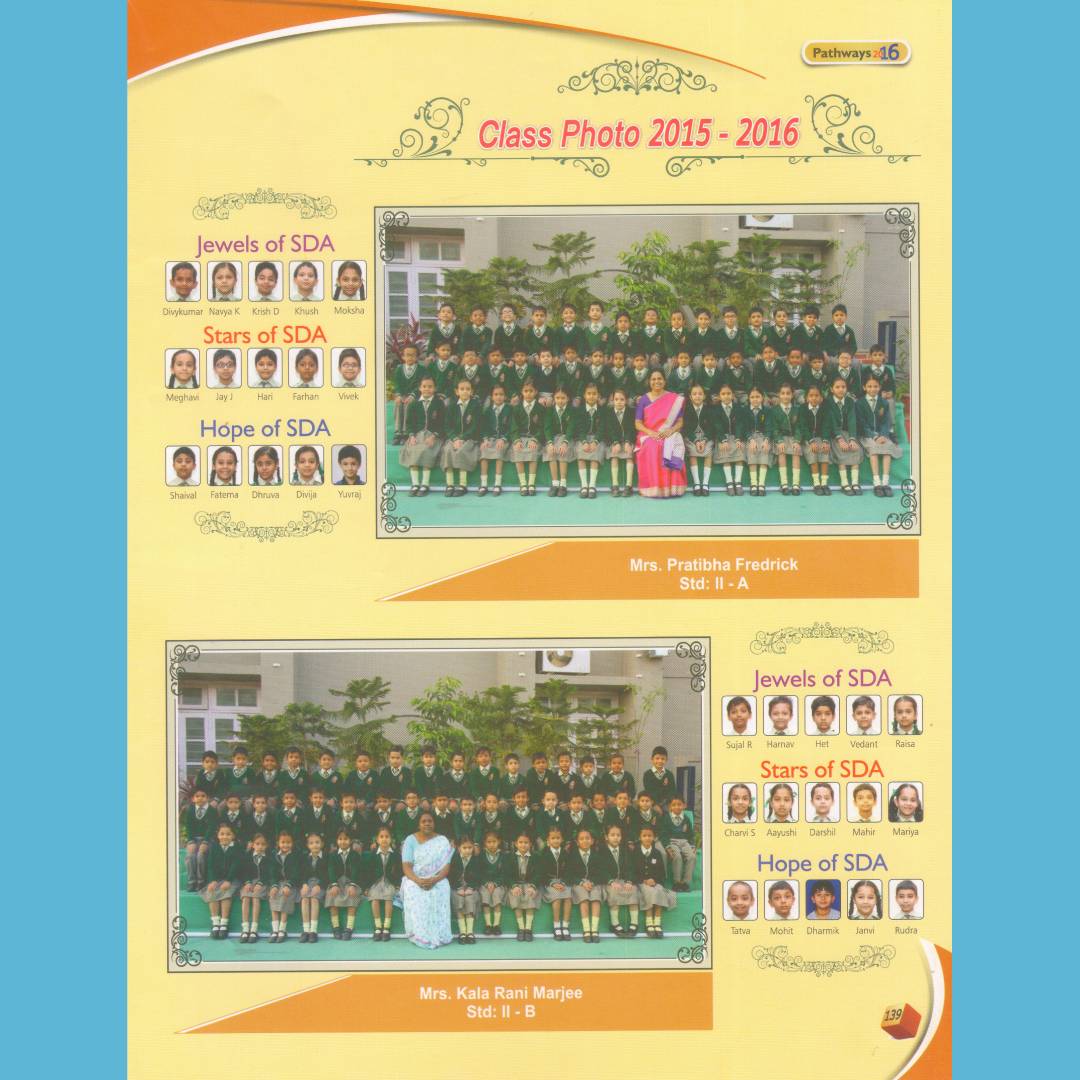 Pathways 2016
Class Photo 2015 - 2016
Jewels of SDA
Divykumar Navya K Krish D Khush Moksha
Stars of SDA
Meghavi Jay J Hari Farhan Vivek
Hope of SDA
Shaival Fatema Dhruva Divija Yuvraj
Mrs. Pratibha Fredrick
Std: II - A
Jewels of SDA
Sujal R Harnav Het Vedant Raisa
Stars of SDA
Charvi S Aayushi Darshil Mahir Mariya
Hope of SDA
Tatva Mohit Dharmik Janvi Rudra
Mrs. Kala Rani Marjee
Std: II - B
139